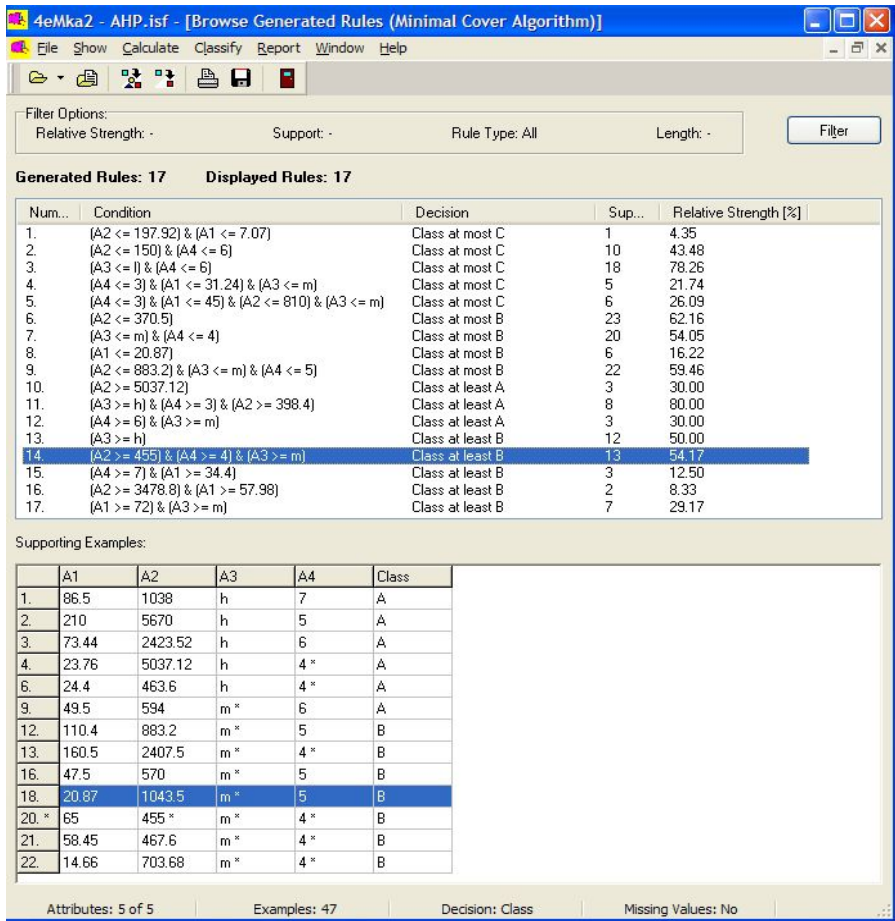 4eMka2 - AHP.isf - [Browse Generated Rules (Minimal Cover Algorithm)]
File Show Calculate Classify Report Window Help
Filter Options:
Relative Strength: - Support: - Rule Type: All Length: - Filter
Generated Rules: 17 Displayed Rules: 17
Num... Condition Decision Sup... Relative Strength [%]
1. (A2 <= 197.92) & (A1 <= 7.07) Class at most C 1 4.35
2. (A2 <= 150) & (A4 <= 6) Class at most C 10 43.48
3. (A3 <= l) & (A4 <= 6) Class at most C 18 78.26
4. (A4 <= 3) & (A1 <= 31.24) & (A3 <= m) Class at most C 5 21.74
5. (A4 <= 3) & (A1 <= 45) & (A2 <= 810) & (A3 <= m) Class at most C 6 26.09
6. (A2 <= 370.5) Class at most B 23 62.16
7. (A3 <= m) & (A4 <= 4) Class at most B 20 54.05
8. (A1 <= 20.87) Class at most B 6 16.22
9. (A2 <= 883.2) & (A3 <= m) & (A4 <= 5) Class at most B 22 59.46
10. (A2 >= 5037.12) Class at least A 3 30.00
11. (A3 >= h) & (A4 >= 3) & (A2 >= 398.4) Class at least A 8 80.00
12. (A4 >= 6) & (A3 >= m) Class at least A 3 30.00
13. (A3 >= h) Class at least B 12 50.00
14. (A2 >= 455) & (A4 >= 4) & (A3 >= m) Class at least B 13 54.17
15. (A4 >= 7) & (A1 >= 34.4) Class at least B 3 12.50
16. (A2 >= 3478.8) & (A1 >= 57.98) Class at least B 2 8.33
17. (A1 >= 72) & (A3 >= m) Class at least B 7 29.17
Supporting Examples:
A1 A2 A3 A4 Class
1. 86.5 1038 h 7 A
2. 210 5670 h 5 A
3. 73.44 2423.52 h 6 A
4. 23.76 5037.12 h 4 * A
6. 24.4 463.6 h 4 * A
9. 49.5 594 m * 6 A
12. 110.4 883.2 m * 5 B
13. 160.5 2407.5 m * 4 * B
16. 47.5 570 m * 5 B
18. 20.87 1043.5 m * 5 B
20. * 65 455 * m * 4 * B
21. 58.45 467.6 m * 4 * B
22. 14.66 703.68 m * 4 * B
Attributes: 5 of 5 Examples: 47 Decision: Class Missing Values: No